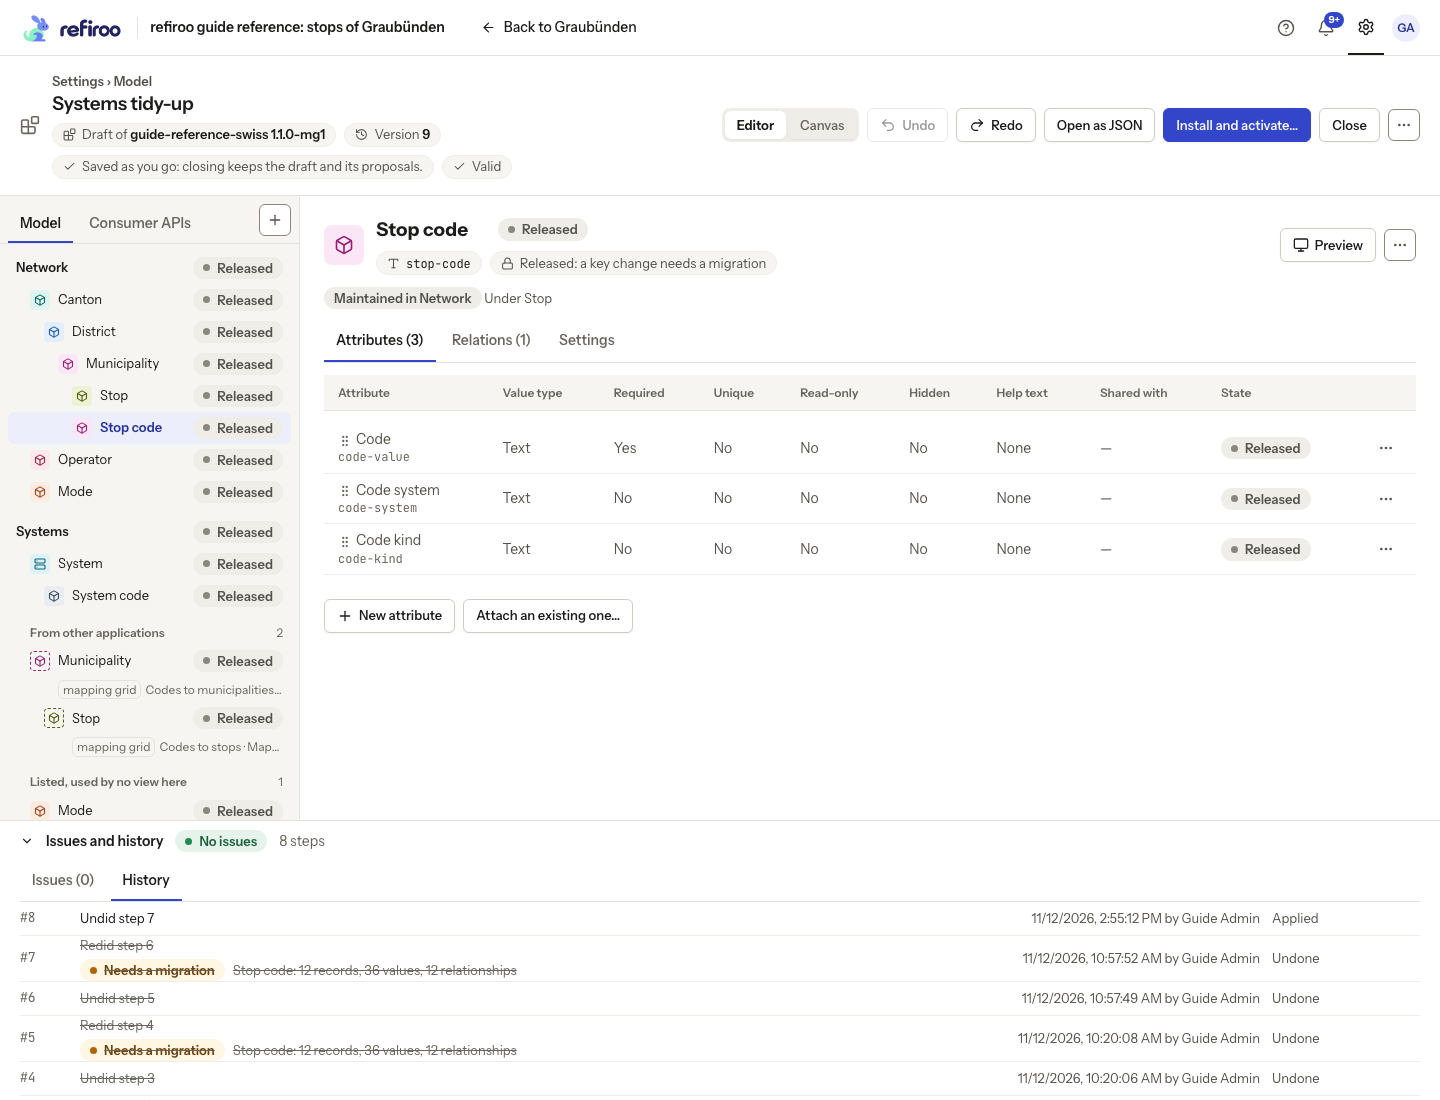 refiroo
refiroo guide reference: stops of Graubünden
Back to Graubünden
9+
GA
Settings › Model
Systems tidy-up
Draft of guide-reference-swiss 1.1.0-mg1
Version 9
Saved as you go: closing keeps the draft and its proposals.
Valid
Editor
Canvas
Undo
Redo
Open as JSON
Install and activate...
Close
Model
Consumer APIs
Network Released
Canton Released
District Released
Municipality Released
Stop Released
Stop code Released
Operator Released
Mode Released
Systems Released
System Released
System code Released
From other applications 2
Municipality Released
mapping grid Codes to municipalities...
Stop Released
mapping grid Codes to stops · Map...
Listed, used by no view here 1
Mode Released
Stop code
Released
stop-code
Released: a key change needs a migration
Preview
Maintained in Network Under Stop
Attributes (3)
Relations (1)
Settings
Attribute Value type Required Unique Read-only Hidden Help text Shared with State
Code Text Yes No No No None — Released
code-value
Code system Text No No No No None — Released
code-system
Code kind Text No No No No None — Released
code-kind
New attribute
Attach an existing one...
Issues and history
No issues
8 steps
Issues (0)
History
#8 Undid step 7 11/12/2026, 2:55:12 PM by Guide Admin Applied
#7 Redid step 6 11/12/2026, 10:57:52 AM by Guide Admin Undone
Needs a migration Stop code: 12 records, 36 values, 12 relationships
#6 Undid step 5 11/12/2026, 10:57:49 AM by Guide Admin Undone
#5 Redid step 4 11/12/2026, 10:20:08 AM by Guide Admin Undone
Needs a migration Stop code: 12 records, 36 values, 12 relationships
#4 Undid step 3 11/12/2026, 10:20:06 AM by Guide Admin Undone